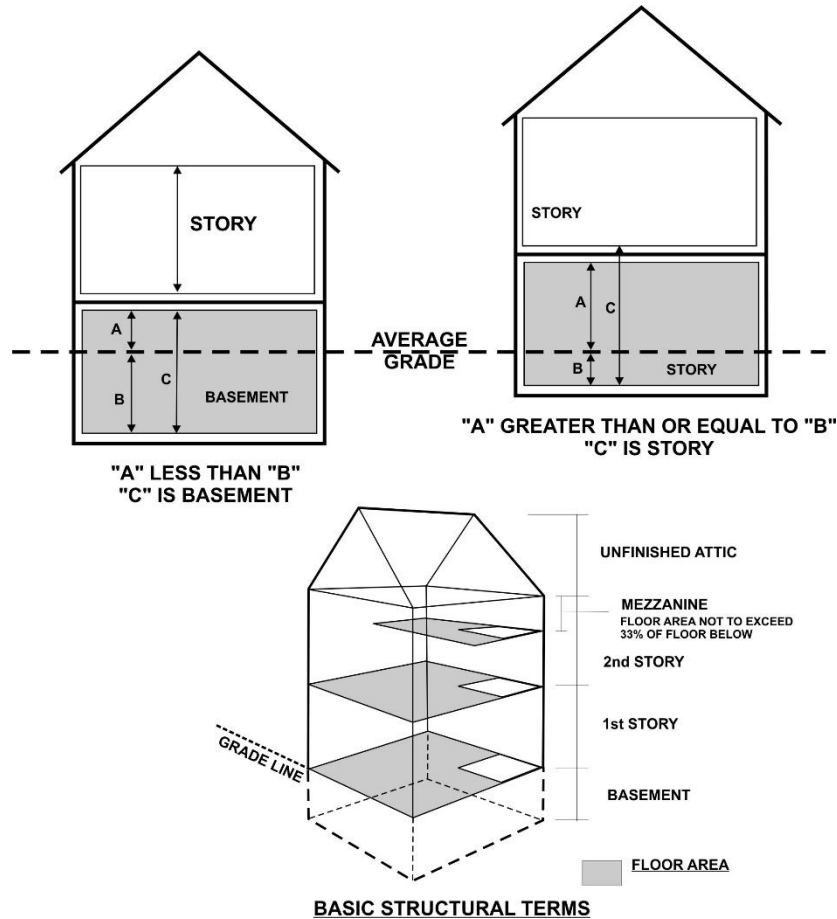 STORY
A
B
C
BASEMENT
"A" LESS THAN "B"
"C" IS BASEMENT
AVERAGE
GRADE
STORY
A
C
B
STORY
"A" GREATER THAN OR EQUAL TO "B"
"C" IS STORY
UNFINISHED ATTIC
MEZZANINE
FLOOR AREA NOT TO EXCEED
33% OF FLOOR BELOW
2nd STORY
1st STORY
GRADE LINE
BASEMENT
FLOOR AREA
BASIC STRUCTURAL TERMS